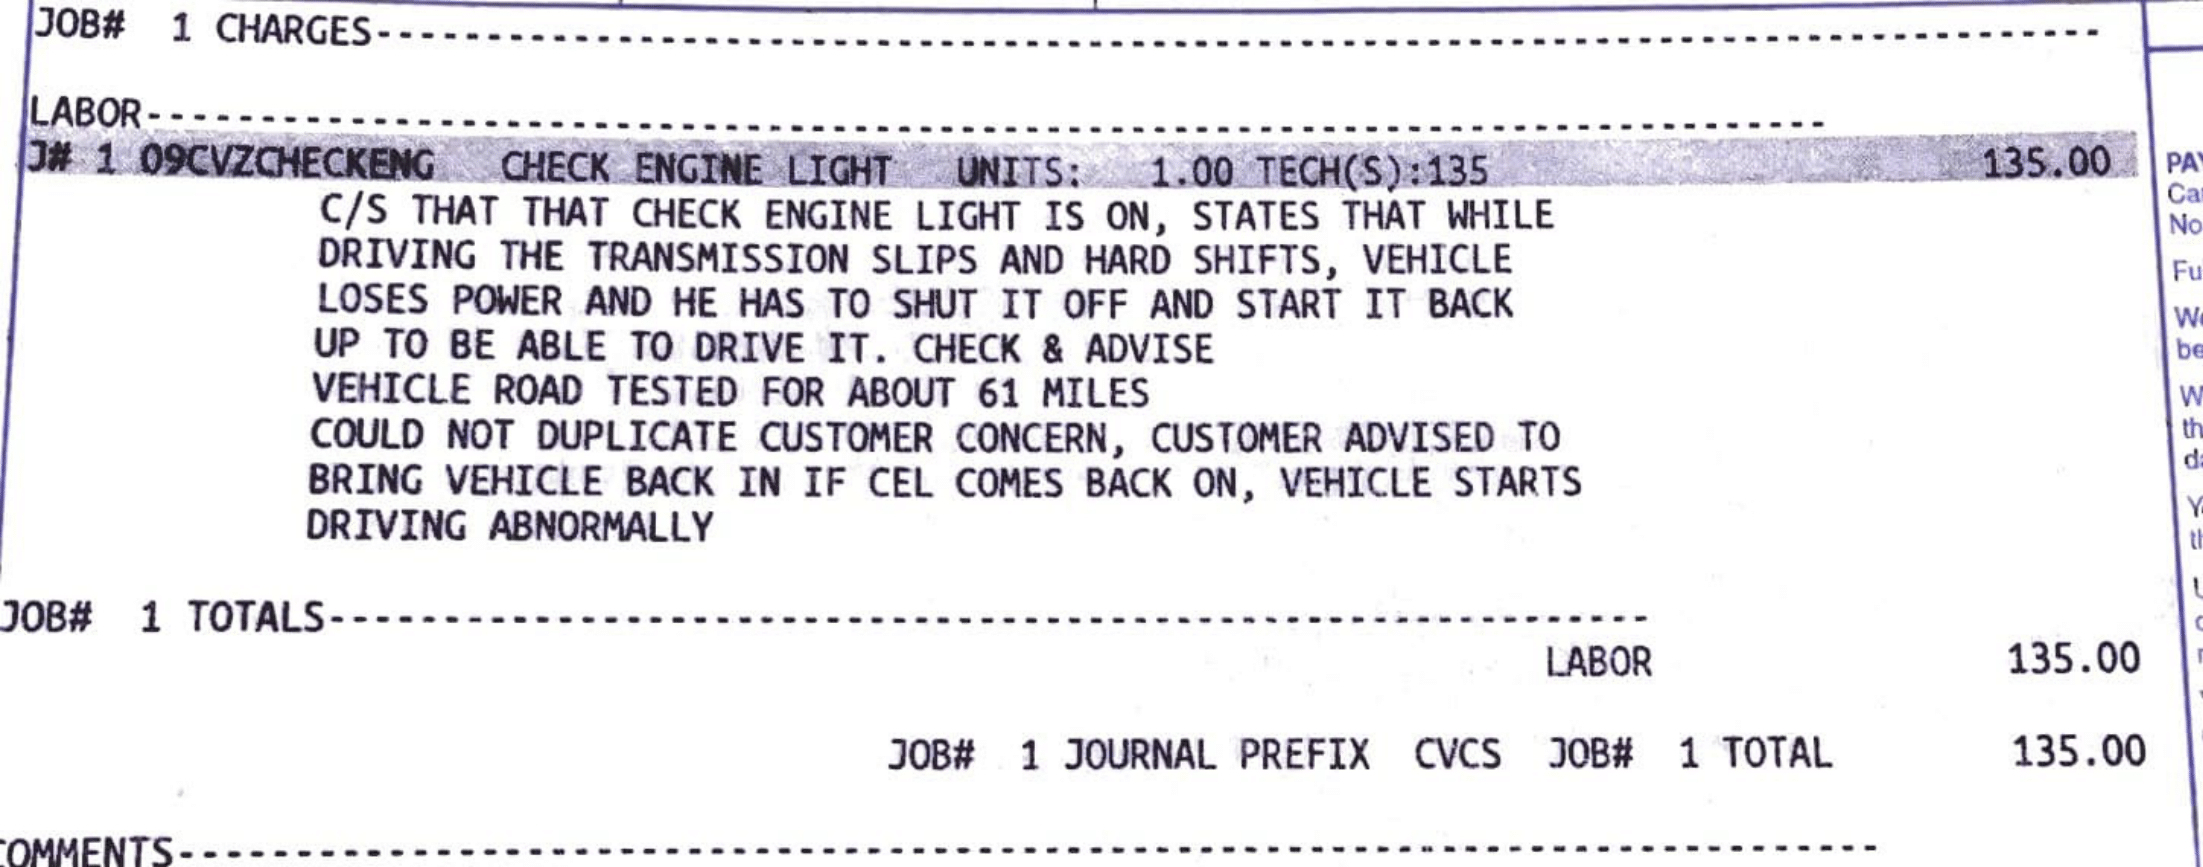 JOB# 1 CHARGES------------------------------------------------------------
LABOR------------------------------------------------------------
J# 1 09CVZCHECKENG CHECK ENGINE LIGHT UNITS: 1.00 TECH(S):135 135.00
C/S THAT THAT CHECK ENGINE LIGHT IS ON, STATES THAT WHILE
DRIVING THE TRANSMISSION SLIPS AND HARD SHIFTS, VEHICLE
LOSES POWER AND HE HAS TO SHUT IT OFF AND START IT BACK
UP TO BE ABLE TO DRIVE IT. CHECK & ADVISE
VEHICLE ROAD TESTED FOR ABOUT 61 MILES
COULD NOT DUPLICATE CUSTOMER CONCERN, CUSTOMER ADVISED TO
BRING VEHICLE BACK IN IF CEL COMES BACK ON, VEHICLE STARTS
DRIVING ABNORMALLY
JOB# 1 TOTALS------------------------------------------------------------
LABOR 135.00
JOB# 1 JOURNAL PREFIX CVCS JOB# 1 TOTAL 135.00
COMMENTS------------------------------------------------------------